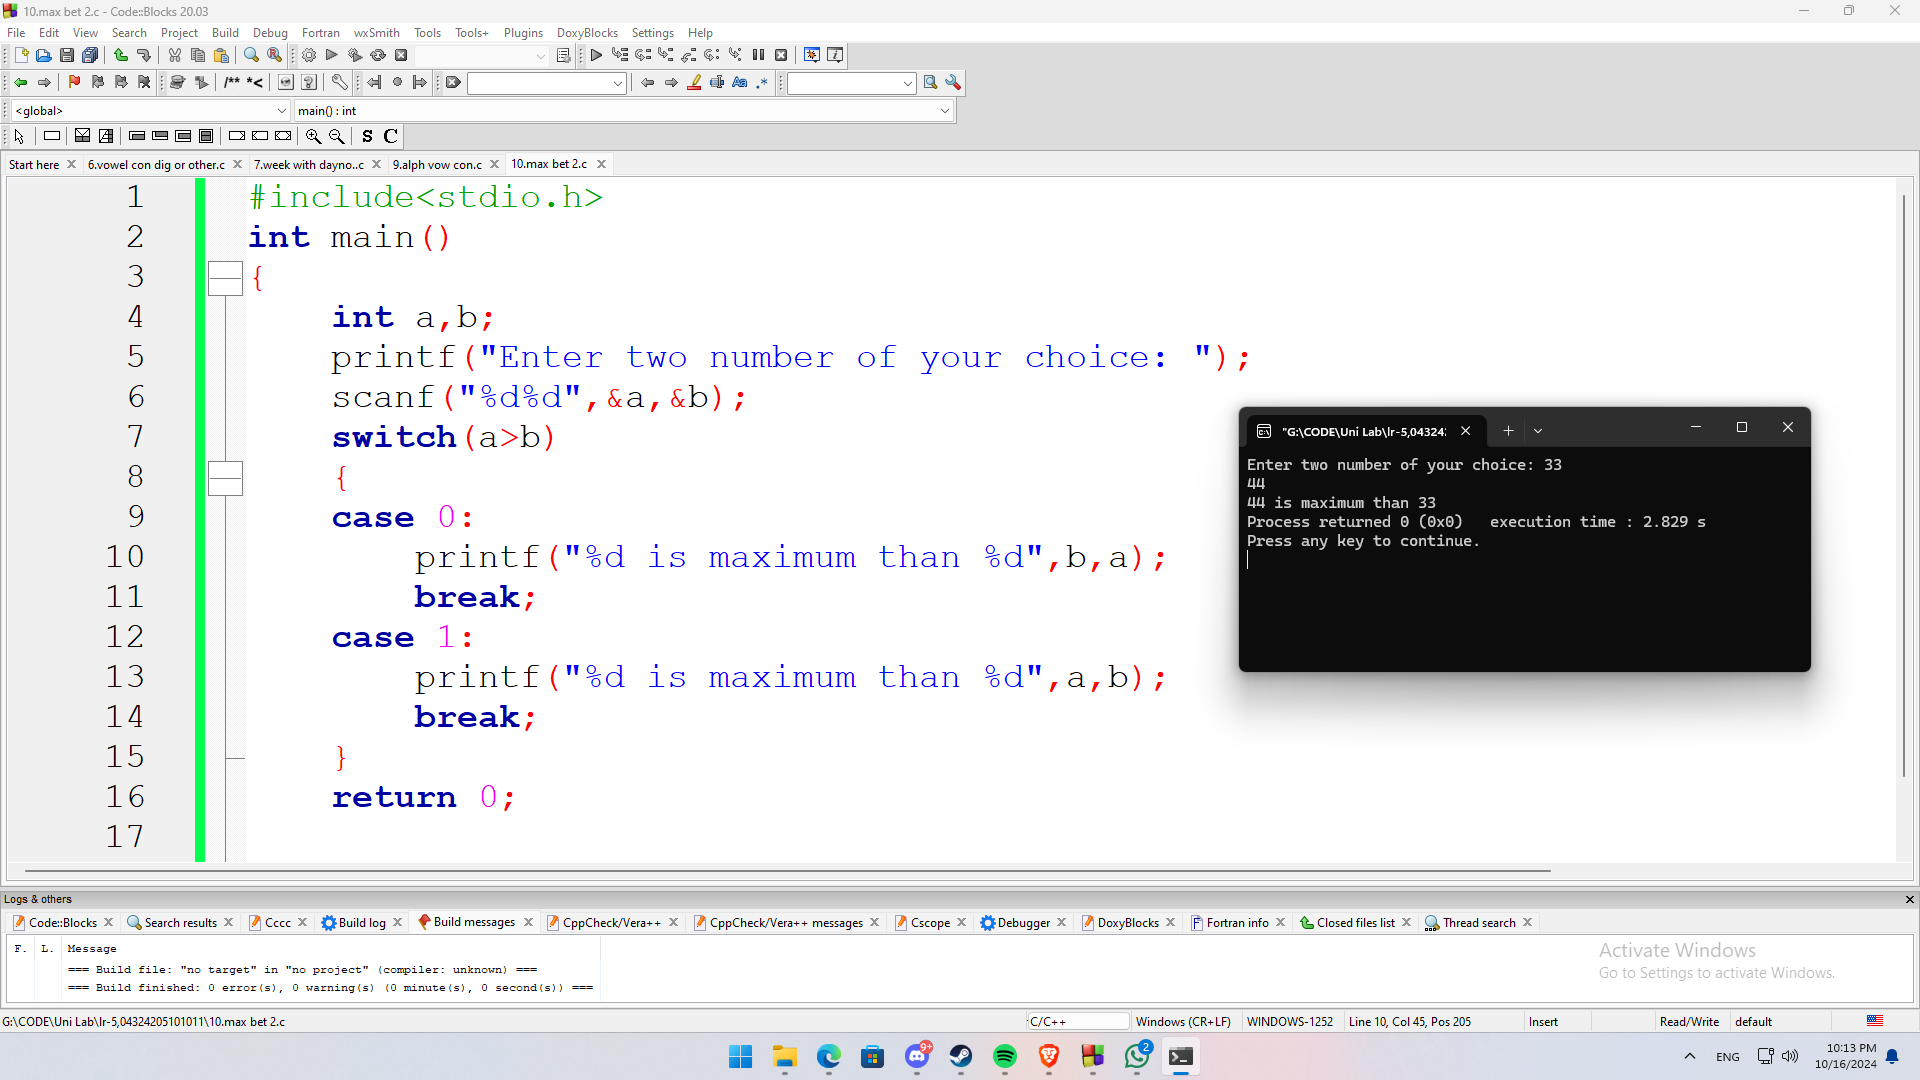 10.max bet 2.c - Code::Blocks 20.03
File Edit View Search Project Build Debug Fortran wxSmith Tools Tools+ Plugins DoxyBlocks Settings Help
/** *<
Aa .*
<global> main() : int
S C
Start here 6.vowel con dig or other.c 7.week with dayno..c 9.alph vow con.c 10.max bet 2.c
1 #include<stdio.h>
2 int main()
3 {
4 int a,b;
5 printf("Enter two number of your choice: ");
6 scanf("%d%d",&a,&b);
7 switch(a>b)
8 {
9 case 0:
10 printf("%d is maximum than %d",b,a);
11 break;
12 case 1:
13 printf("%d is maximum than %d",a,b);
14 break;
15 }
16 return 0;
17
"G:\CODE\Uni Lab\lr-5,04324
Enter two number of your choice: 33
44
44 is maximum than 33
Process returned 0 (0x0) execution time : 2.829 s
Press any key to continue.
Logs & others
Code::Blocks Search results Cccc Build log Build messages CppCheck/Vera++ CppCheck/Vera++ messages Cscope Debugger DoxyBlocks Fortran info Closed files list Thread search
F. L. Message
=== Build file: "no target" in "no project" (compiler: unknown) ===
=== Build finished: 0 error(s), 0 warning(s) (0 minute(s), 0 second(s)) ===
Activate Windows
Go to Settings to activate Windows.
G:\CODE\Uni Lab\lr-5,04324205101011\10.max bet 2.c C/C++ Windows (CR+LF) WINDOWS-1252 Line 10, Col 45, Pos 205 Insert Read/Write default
9+ 2 ENG 10:13 PM
10/16/2024